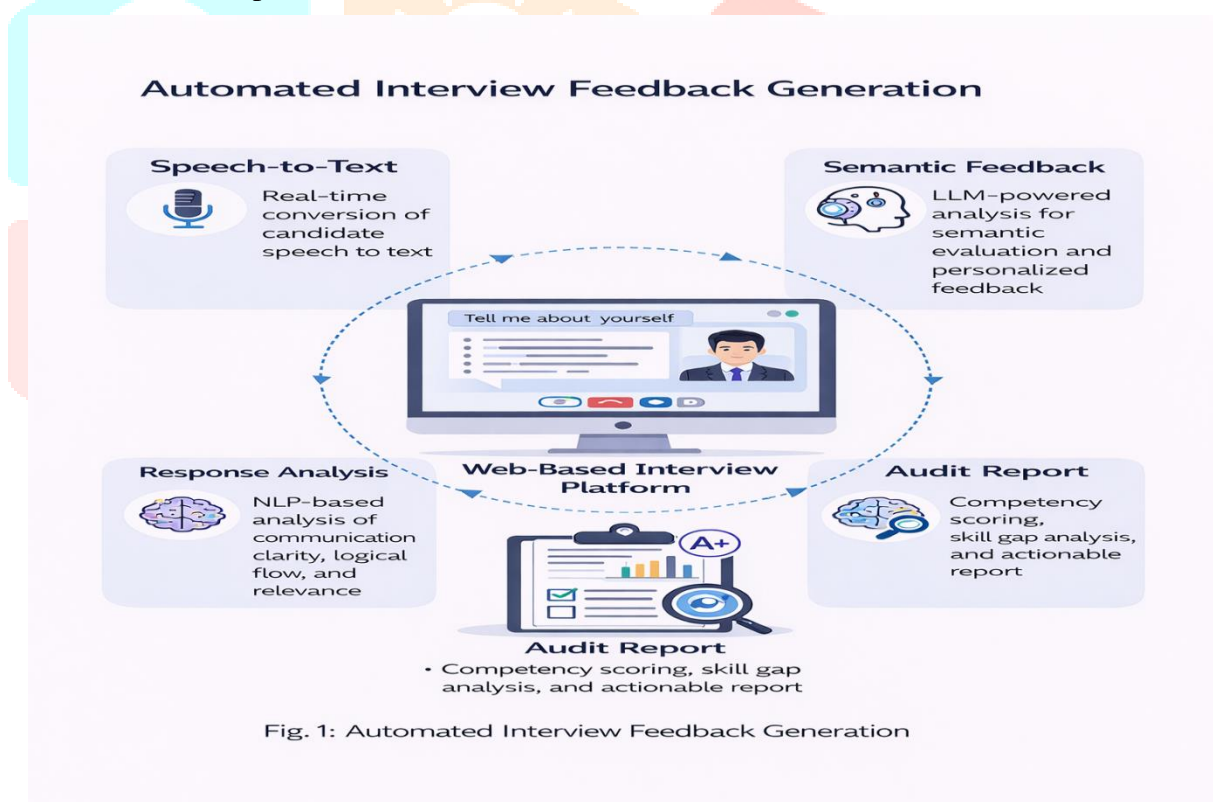 Automated Interview Feedback Generation
Speech-to-Text
Real-time
conversion of
candidate
speech to text
Semantic Feedback
LLM-powered
analysis for
semantic
evaluation and
personalized
feedback
Tell me about yourself
Web-Based Interview
Platform
Response Analysis
NLP-based
analysis of
communication
clarity, logical
flow, and
relevance
Audit Report
Competency
scoring,
skill gap analysis,
and actionable
report
A+
Audit Report
• Competency scoring, skill gap
analysis, and actionable report
Fig. 1: Automated Interview Feedback Generation